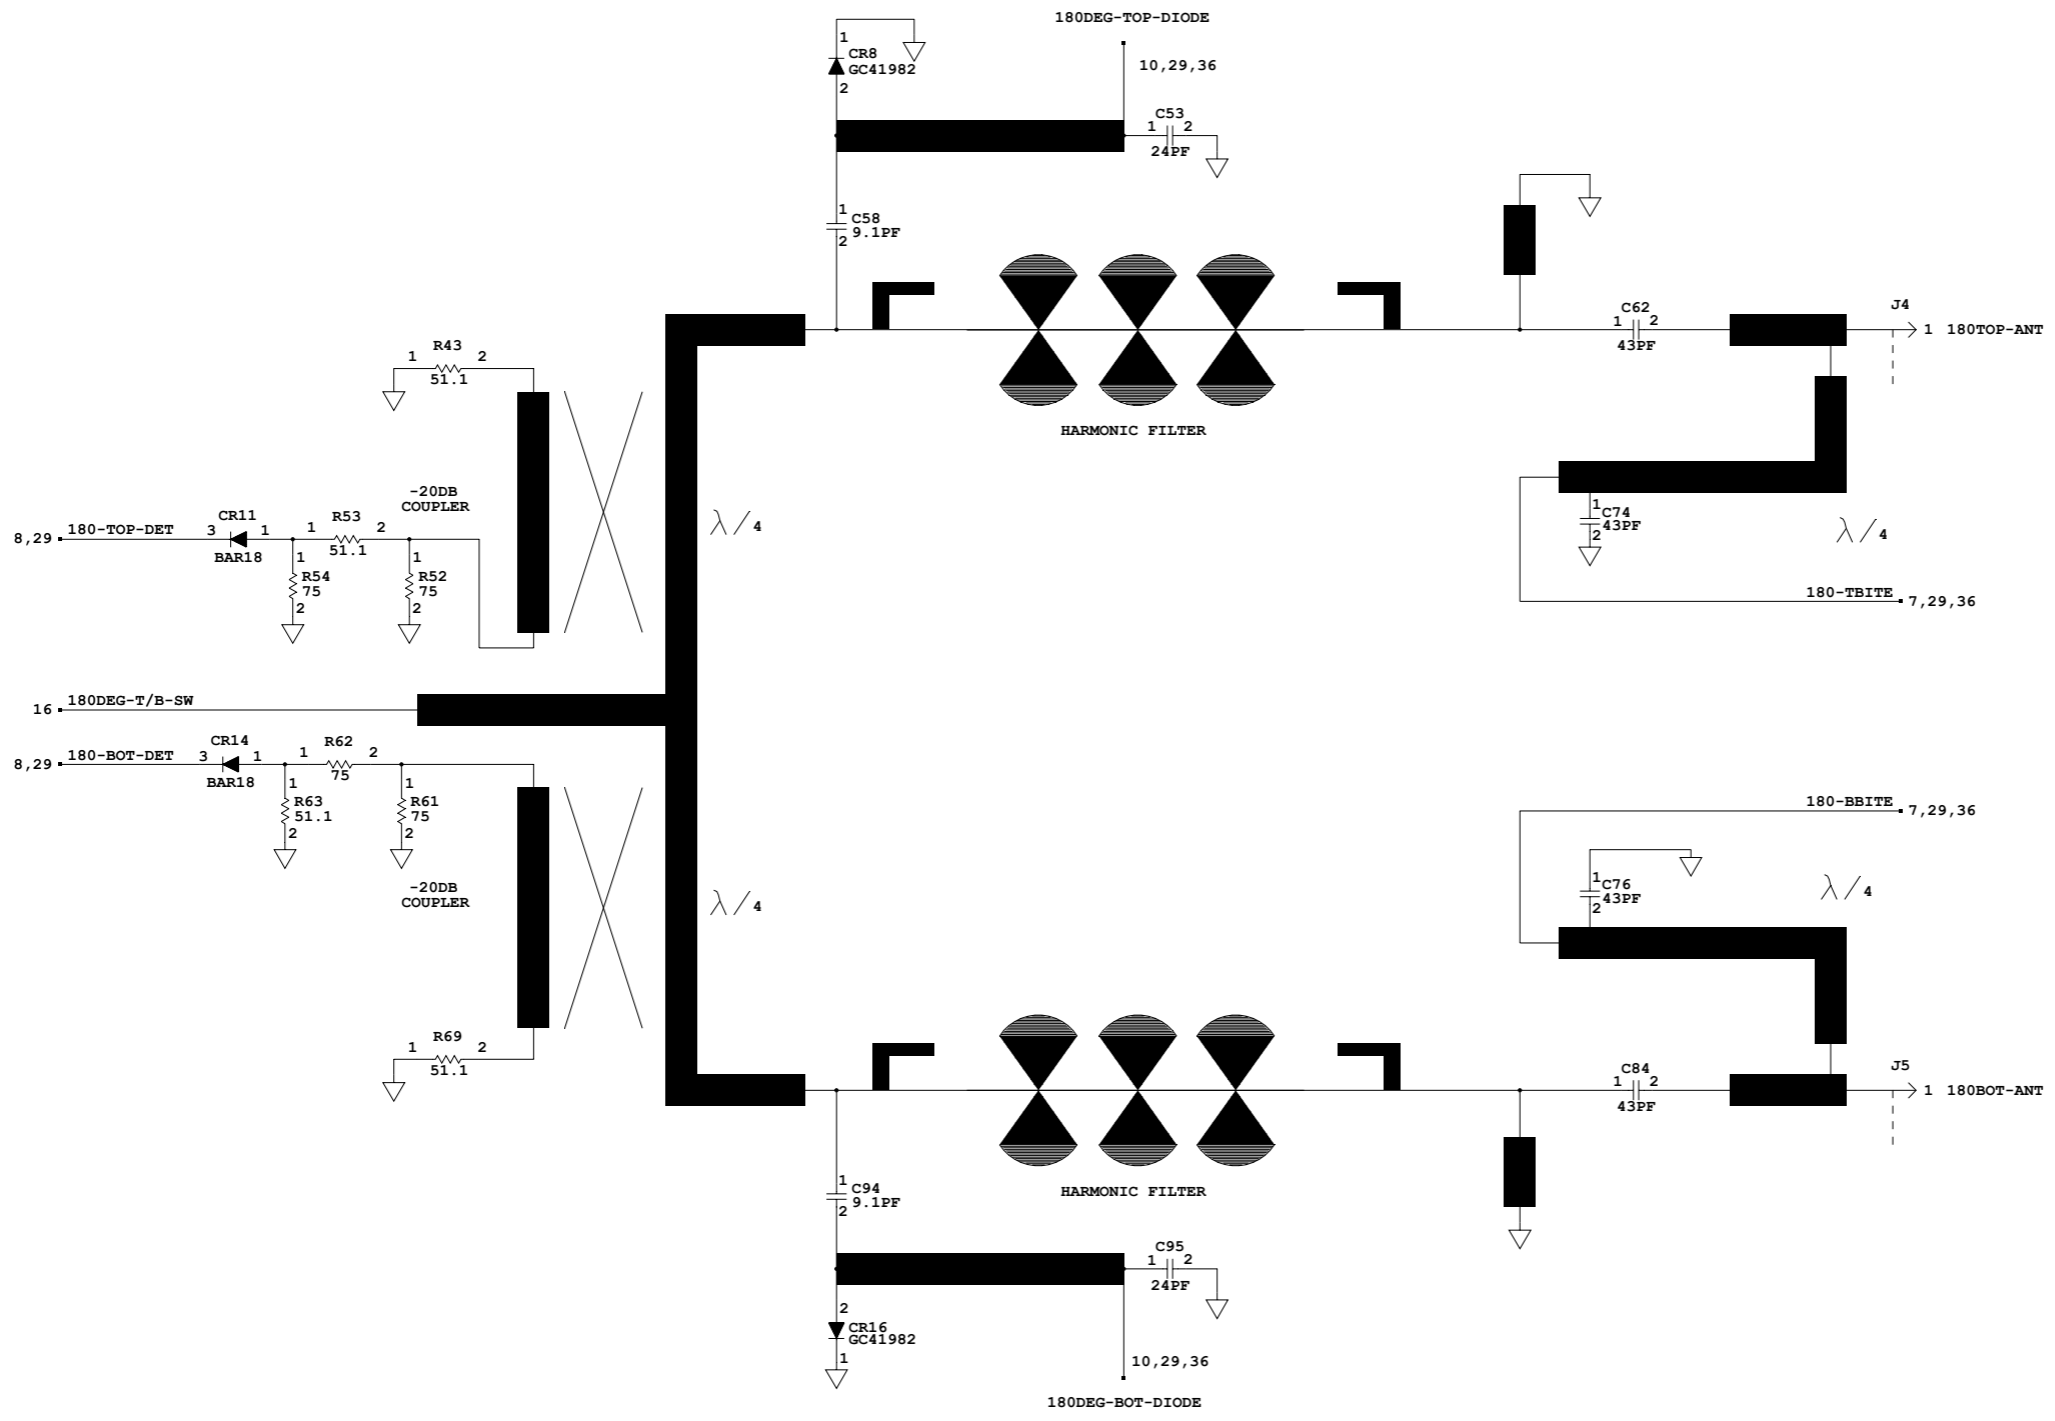 180DEG-TOP-DIODE
1
CR8
GC41982
2
10,29,36
C53
1 2
24PF
1
C58
9.1PF
2
C62
1 2
43PF
J4
1 180TOP-ANT
HARMONIC FILTER
R43
1 2
51.1
-20DB
COUPLER
λ/4
8,29 180-TOP-DET
CR11
3 1
BAR18
R53
1 2
51.1
1
R54
75
2
1
R52
75
2
1
C74
43PF
2
λ/4
180-TBITE
7,29,36
16 180DEG-T/B-SW
8,29 180-BOT-DET
CR14
3 1
BAR18
R62
1 2
75
1
R63
51.1
2
1
R61
75
2
-20DB
COUPLER
λ/4
180-BBITE
7,29,36
1
C76
43PF
2
λ/4
R69
1 2
51.1
C84
1 2
43PF
J5
1 180BOT-ANT
HARMONIC FILTER
1
C94
9.1PF
2
C95
1 2
24PF
2
CR16
GC41982
1
10,29,36
180DEG-BOT-DIODE